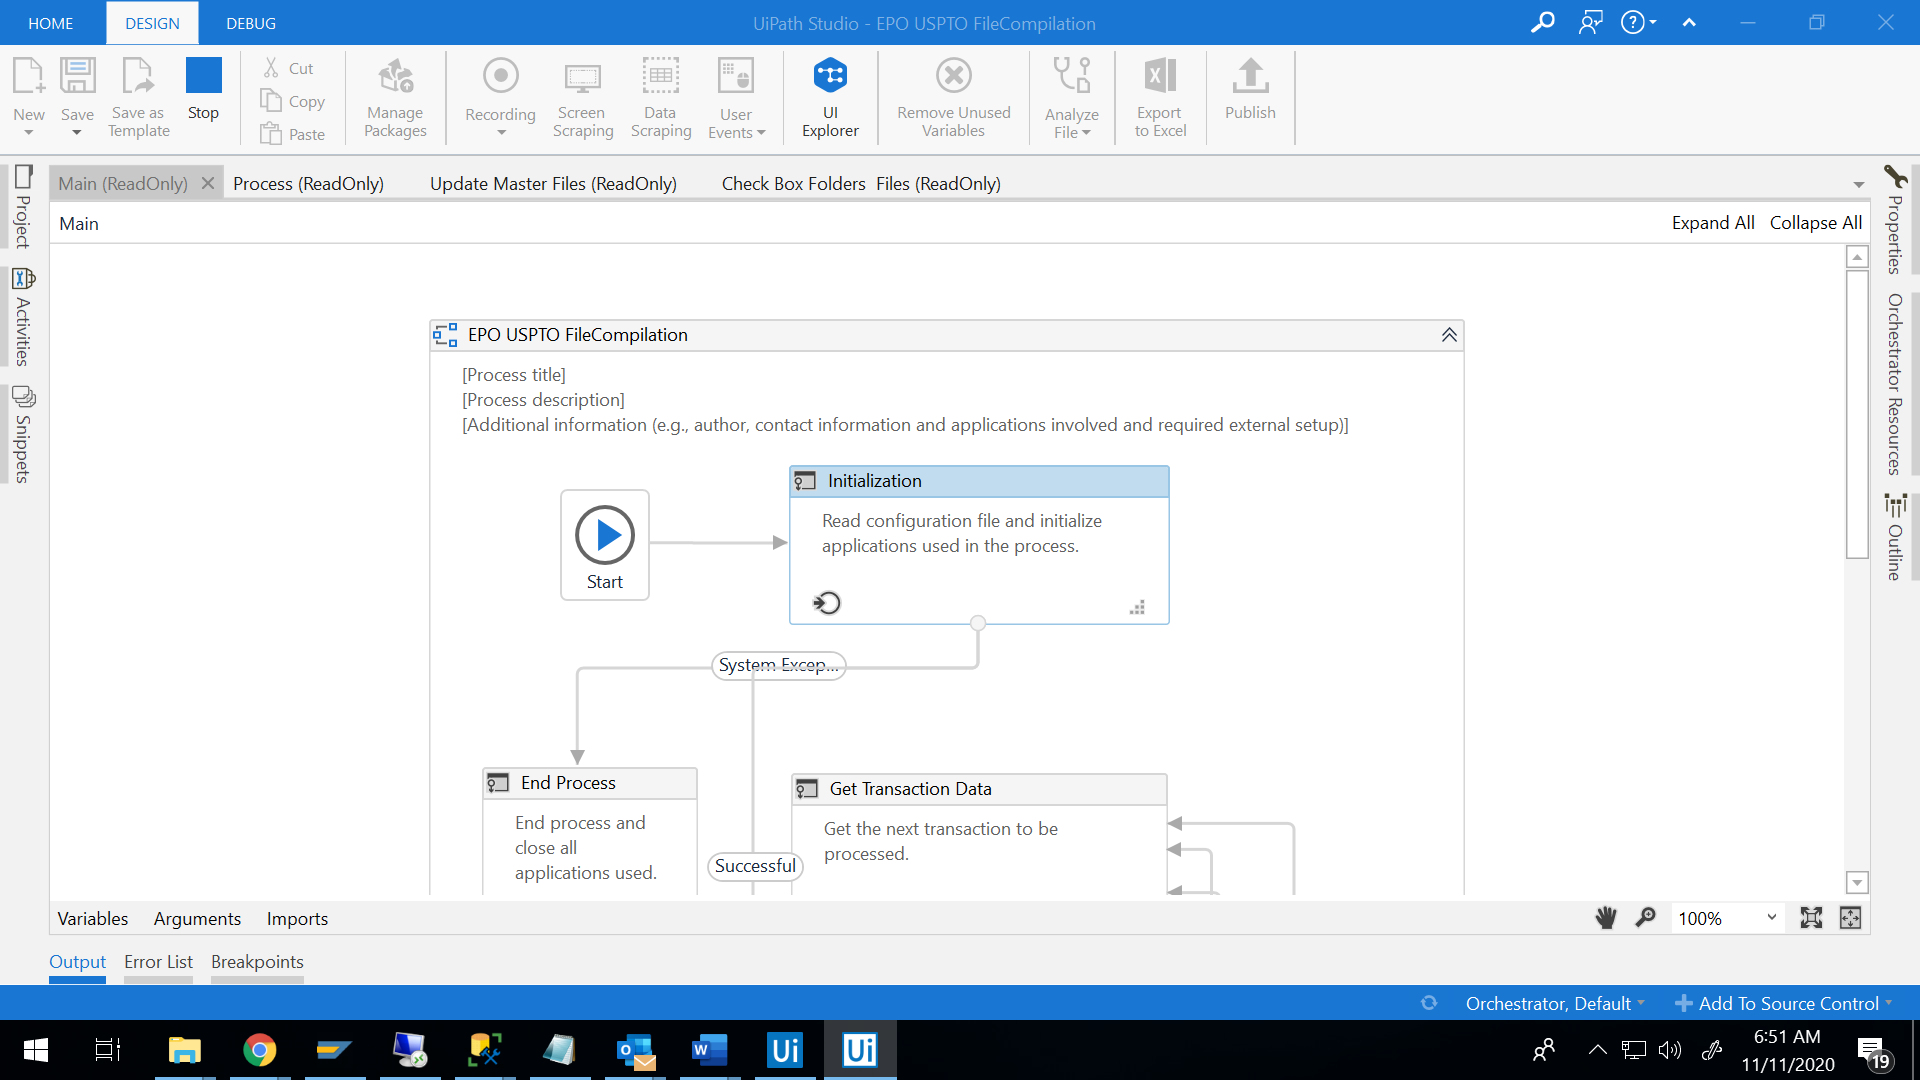 HOME DESIGN DEBUG UiPath Studio - EPO USPTO FileCompilation
New Save Save as Template Stop
Cut
Copy
Paste
Manage Packages
Recording
Screen Scraping
Data Scraping
User Events
UI Explorer
Remove Unused Variables
Analyze File
Export to Excel
Publish
Main (ReadOnly) Process (ReadOnly) Update Master Files (ReadOnly) Check Box Folders Files (ReadOnly)
Main Expand All Collapse All
Project
Activities
Snippets
Properties
Orchestrator Resources
Outline
EPO USPTO FileCompilation
[Process title]
[Process description]
[Additional information (e.g., author, contact information and applications involved and required external setup)]
Start
Initialization
Read configuration file and initialize
applications used in the process.
System Excep...
End Process
End process and
close all
applications used.
Successful
Get Transaction Data
Get the next transaction to be
processed.
Variables Arguments Imports 100%
Output Error List Breakpoints
Orchestrator, Default Add To Source Control
Ui Ui
6:51 AM
11/11/2020
19